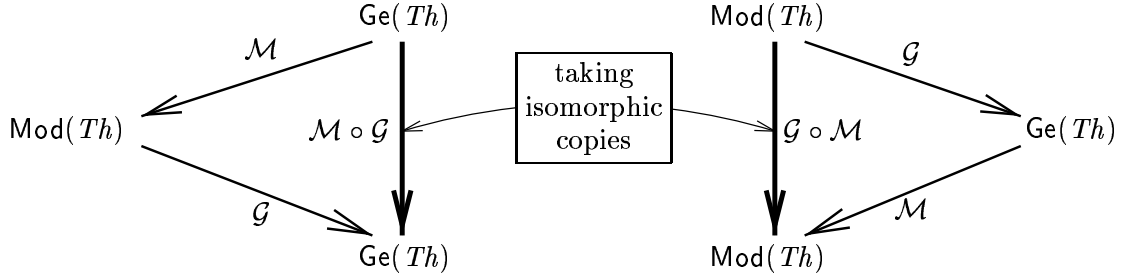 Ge(Th) Mod(Th)
ℳ 𝒢
taking
isomorphic
copies
Mod(Th) ℳ ∘ 𝒢 𝒢 ∘ ℳ Ge(Th)
𝒢 ℳ
Ge(Th) Mod(Th)